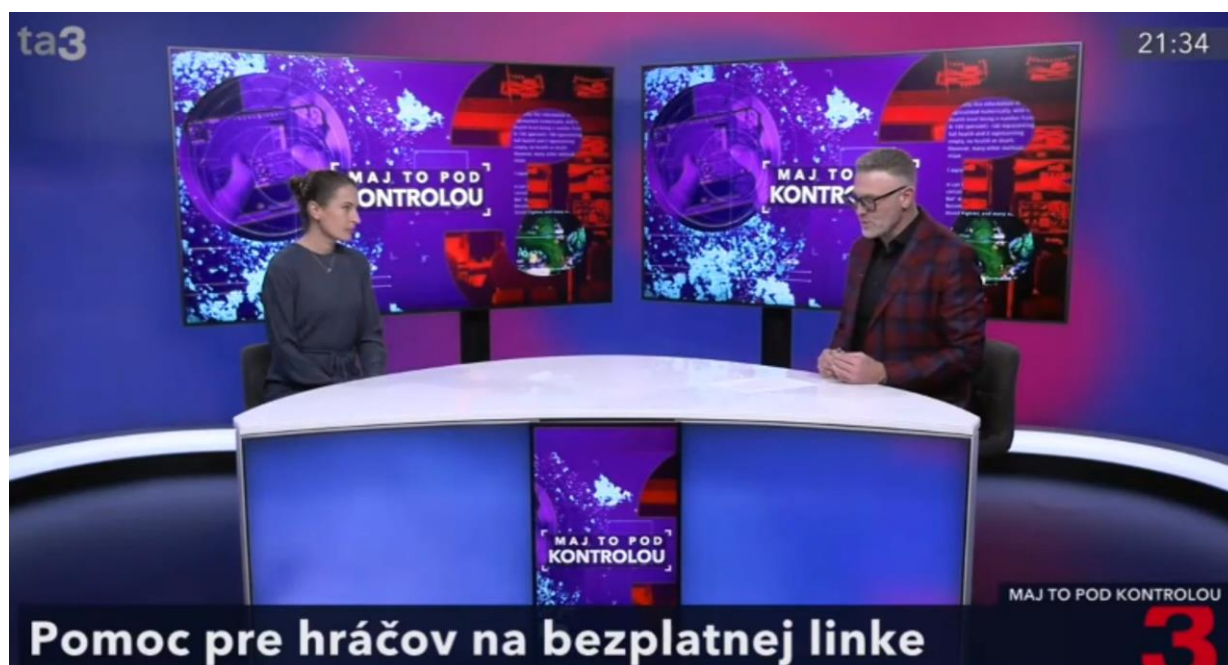 ta3
21:34
MAJ TO POD
KONTROLOU
MAJ TO
KONTR
MAJ TO POD
KONTROLOU
MAJ TO POD KONTROLOU
3
Pomoc pre hráčov na bezplatnej linke